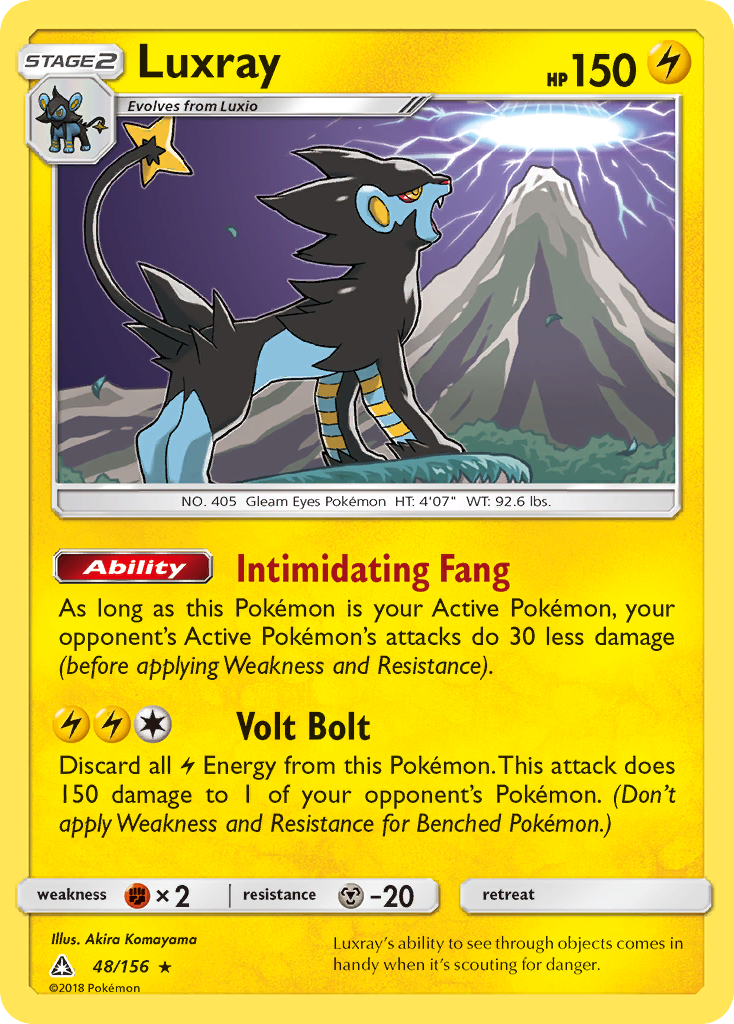 STAGE2
Luxray
HP 150
Evolves from Luxio
NO. 405 Gleam Eyes Pokémon HT: 4'07" WT: 92.6 lbs.
Ability Intimidating Fang
As long as this Pokémon is your Active Pokémon, your
opponent's Active Pokémon's attacks do 30 less damage
(before applying Weakness and Resistance).
Volt Bolt
Discard all Energy from this Pokémon. This attack does
150 damage to 1 of your opponent's Pokémon. (Don't
apply Weakness and Resistance for Benched Pokémon.)
weakness ×2 resistance -20 retreat
Illus. Akira Komayama
48/156 ★
©2018 Pokémon
Luxray's ability to see through objects comes in
handy when it's scouting for danger.